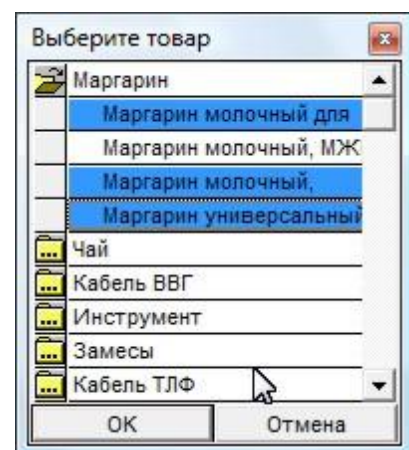 Выберите товар
Маргарин
Маргарин молочный для
Маргарин молочный, МЖ
Маргарин молочный,
Маргарин универсальный
Чай
Кабель ВВГ
Инструмент
Замесы
Кабель ТЛФ
OK
Отмена